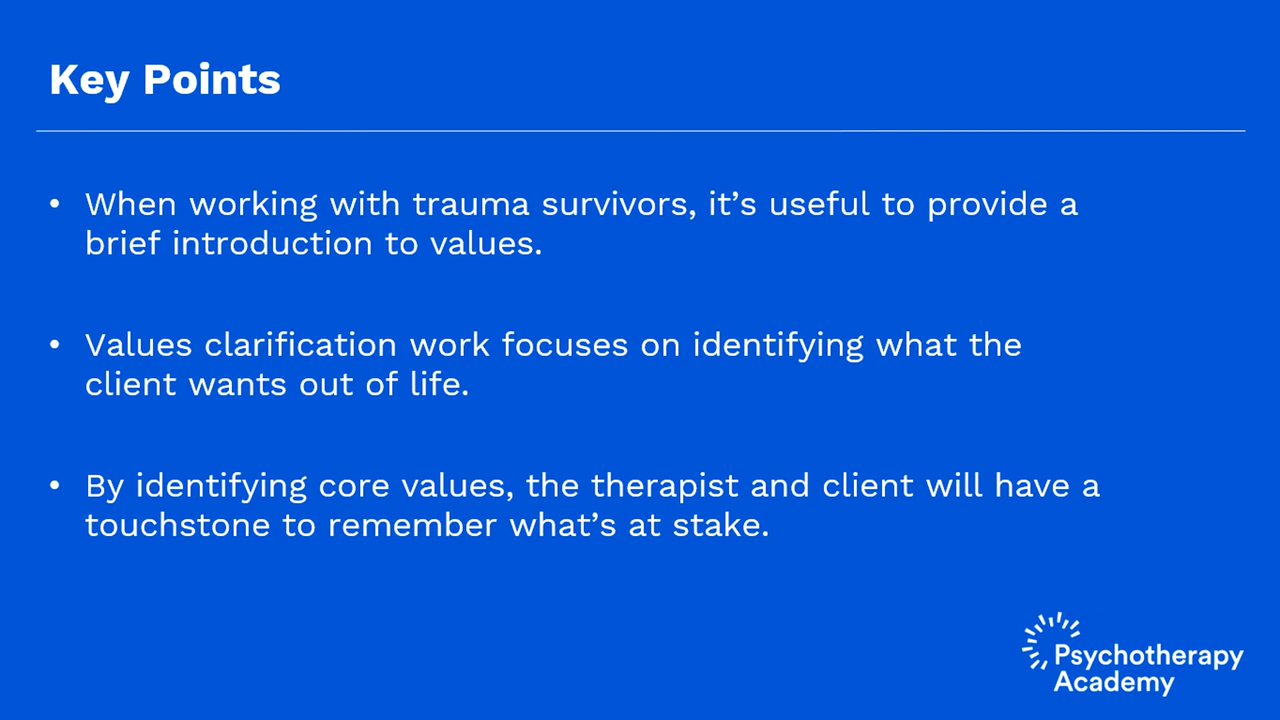 Key Points
• When working with trauma survivors, it’s useful to provide a
brief introduction to values.
• Values clarification work focuses on identifying what the
client wants out of life.
• By identifying core values, the therapist and client will have a
touchstone to remember what’s at stake.
Psychotherapy
Academy